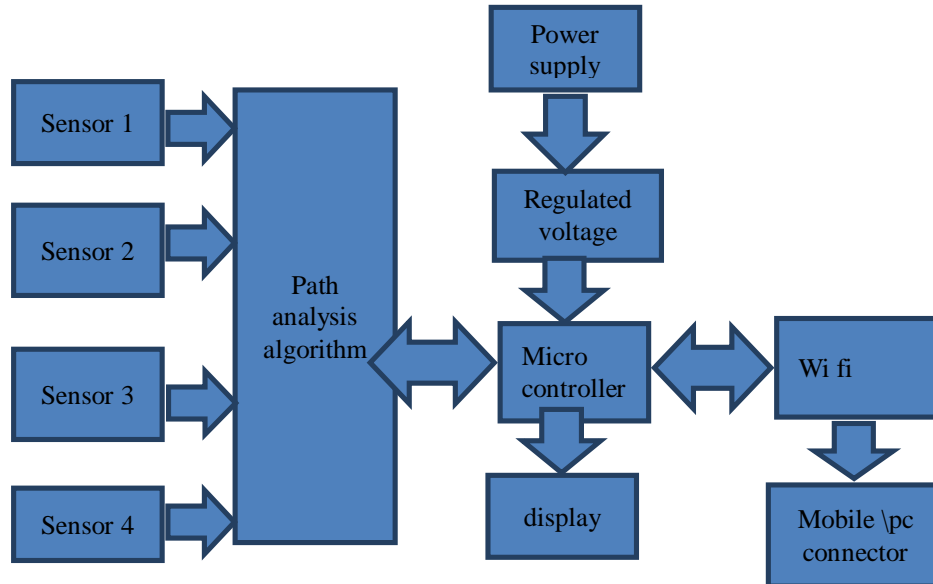 Power
supply
Sensor 1
Regulated
voltage
Sensor 2
Path
analysis
algorithm
Micro
controller
Wi fi
Sensor 3
Sensor 4
display
Mobile \pc
connector